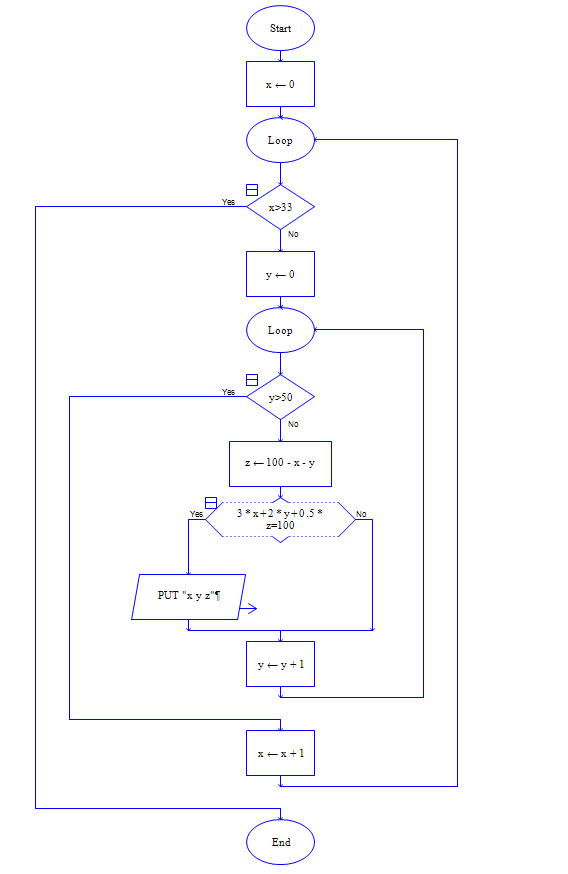 Start
x ← 0
Loop
Yes
x>33
No
y ← 0
Loop
Yes
y>50
No
z ← 100 - x - y
Yes
3 * x+2 * y+0.5 *
z=100
No
PUT "x y z"¶
y ← y + 1
x ← x + 1
End